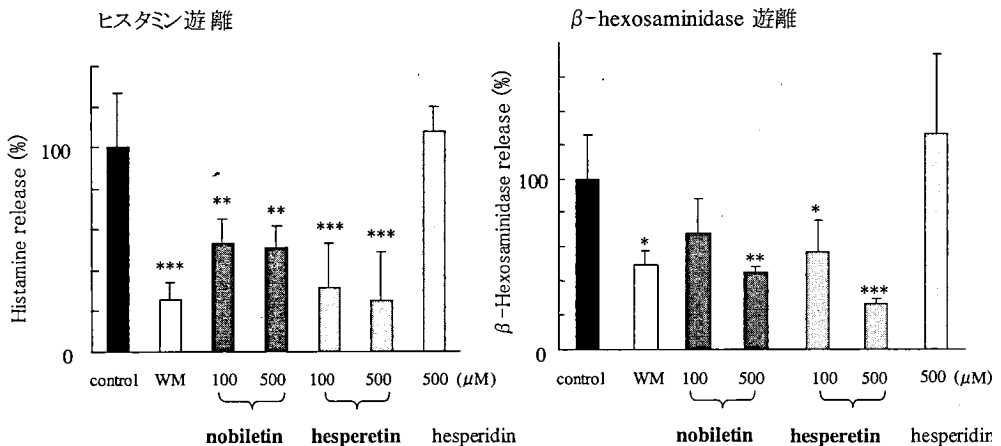 ヒスタミン遊離
Histamine release (%)
100
0
**
**
***
***
***
control WM 100 500 100 500 500 (μM)
nobiletin hesperetin hesperidin
β-hexosaminidase 遊離
β-Hexosaminidase release (%)
100
0
*
*
**
***
control WM 100 500 100 500 500 (μM)
nobiletin hesperetin hesperidin